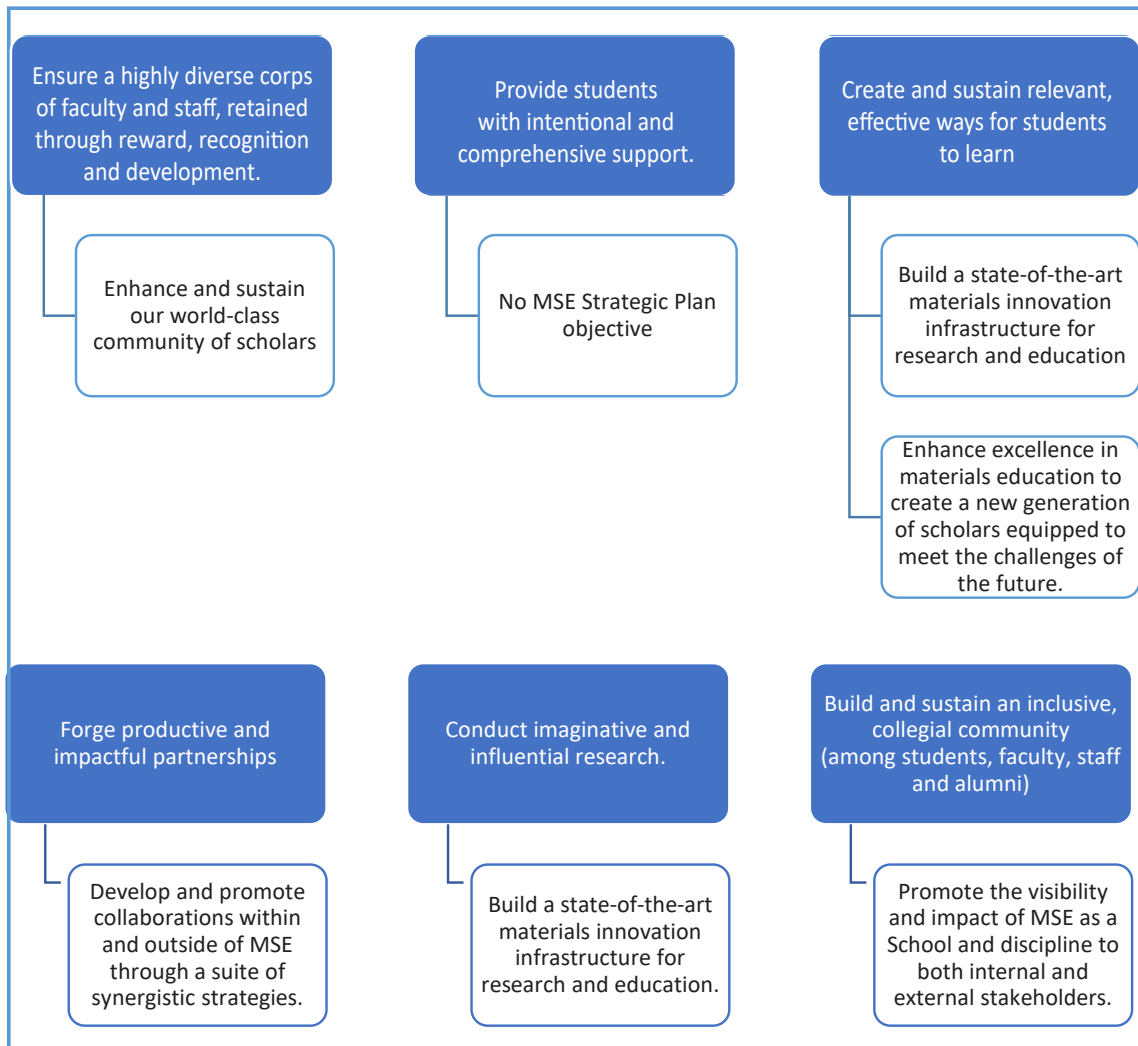 Ensure a highly diverse corps
of faculty and staff, retained
through reward, recognition
and development.
Enhance and sustain
our world-class
community of scholars
Provide students
with intentional and
comprehensive support.
No MSE Strategic Plan
objective
Create and sustain relevant,
effective ways for students
to learn
Build a state-of-the-art
materials innovation
infrastructure for
research and education
Enhance excellence in
materials education to
create a new generation
of scholars equipped to
meet the challenges of
the future.
Forge productive and
impactful partnerships
Develop and promote
collaborations within
and outside of MSE
through a suite of
synergistic strategies.
Conduct imaginative and
influential research.
Build a state-of-the-art
materials innovation
infrastructure for
research and education.
Build and sustain an inclusive,
collegial community
(among students, faculty, staff
and alumni)
Promote the visibility
and impact of MSE as a
School and discipline to
both internal and
external stakeholders.